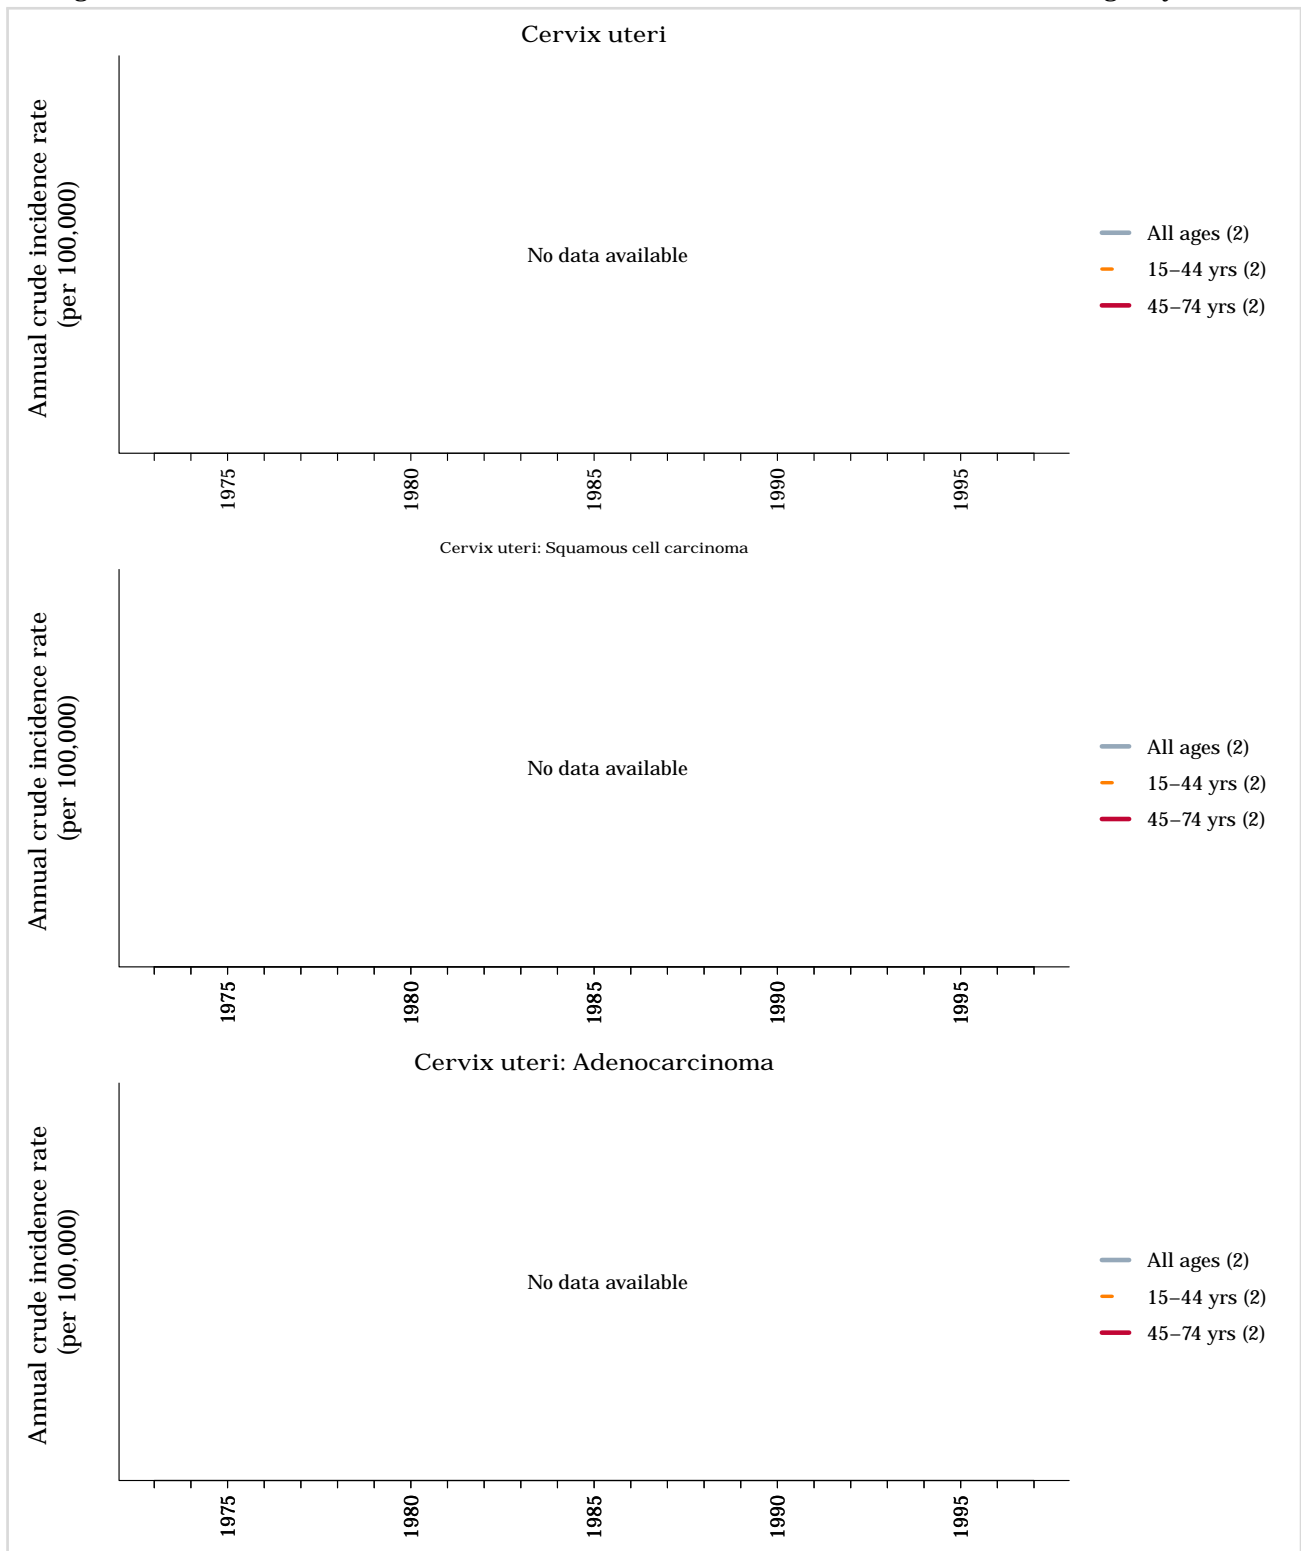 Cervix uteri
Annual crude incidence rate
(per 100,000)
No data available
All ages (2)
15–44 yrs (2)
45–74 yrs (2)
1975
1980
1985
1990
1995
Cervix uteri: Squamous cell carcinoma
Annual crude incidence rate
(per 100,000)
No data available
All ages (2)
15–44 yrs (2)
45–74 yrs (2)
1975
1980
1985
1990
1995
Cervix uteri: Adenocarcinoma
Annual crude incidence rate
(per 100,000)
No data available
All ages (2)
15–44 yrs (2)
45–74 yrs (2)
1975
1980
1985
1990
1995